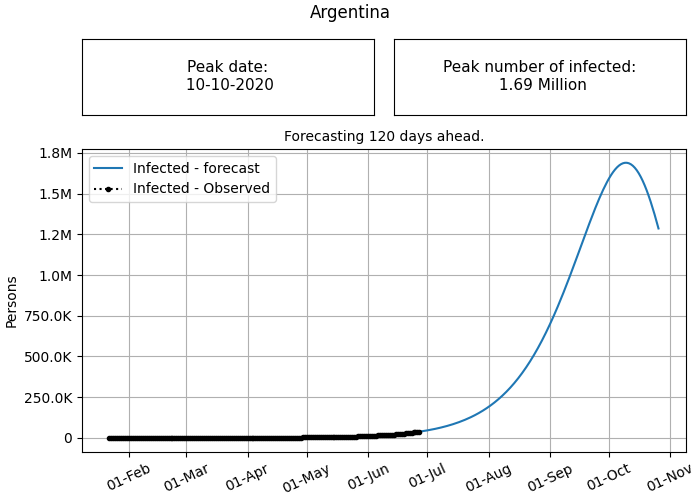 Argentina
Peak date:
10-10-2020
Peak number of infected:
1.69 Million
Forecasting 120 days ahead.
Infected - forecast
Infected - Observed
Persons
1.8M
1.5M
1.2M
1.0M
750.0K
500.0K
250.0K
0
01-Feb
01-Mar
01-Apr
01-May
01-Jun
01-Jul
01-Aug
01-Sep
01-Oct
01-Nov